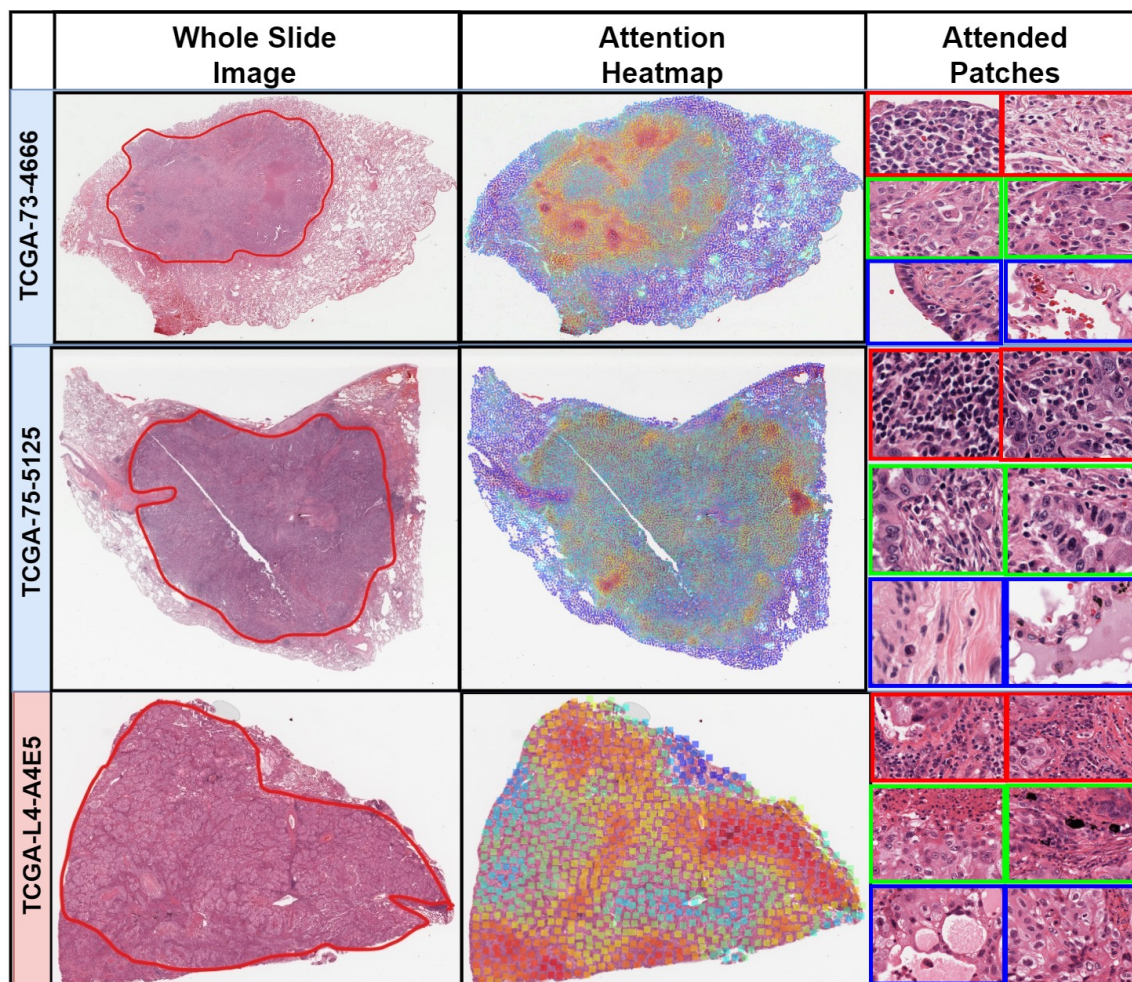 Whole Slide
Image
Attention
Heatmap
Attended
Patches
TCGA-73-4666
TCGA-75-5125
TCGA-L4-A4E5